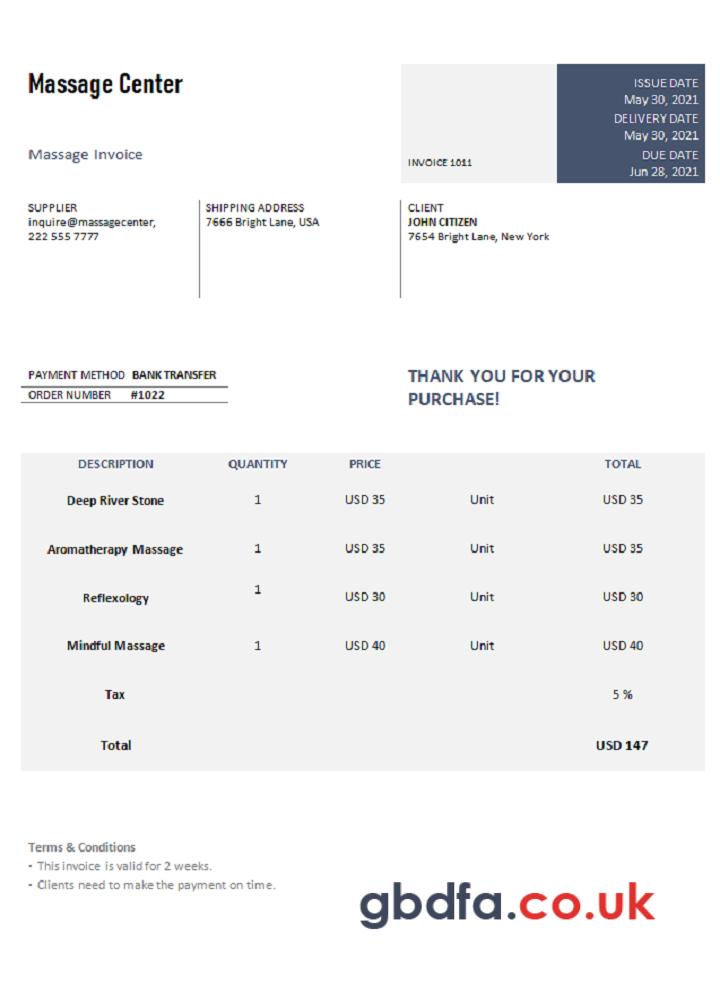 Massage Center
Massage Invoice
INVOICE 1011
ISSUE DATE
May 30, 2021
DELIVERY DATE
May 30, 2021
DUE DATE
Jun 28, 2021
SUPPLIER
inquire@massagecenter,
222 555 7777
SHIPPING ADDRESS
7666 Bright Lane, USA
CLIENT
JOHN CITIZEN
7654 Bright Lane, New York
PAYMENT METHOD BANK TRANSFER
ORDER NUMBER #1022
THANK YOU FOR YOUR
PURCHASE!
DESCRIPTION QUANTITY PRICE TOTAL
Deep River Stone 1 USD 35 Unit USD 35
Aromatherapy Massage 1 USD 35 Unit USD 35
Reflexology 1 USD 30 Unit USD 30
Mindful Massage 1 USD 40 Unit USD 40
Tax 5 %
Total USD 147
Terms & Conditions
- This invoice is valid for 2 weeks.
- Clients need to make the payment on time.
gbdfa.co.uk